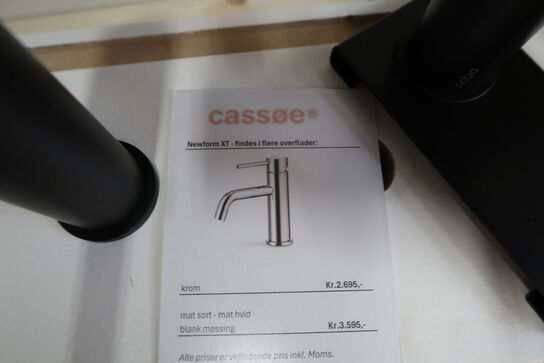 cassøe®
Newform XT - findes i flere overflader:
krom Kr.2.695,-
mat sort - mat hvid
blank messing Kr.3.595,-
Alle priser er vejledende pris inkl. Moms.